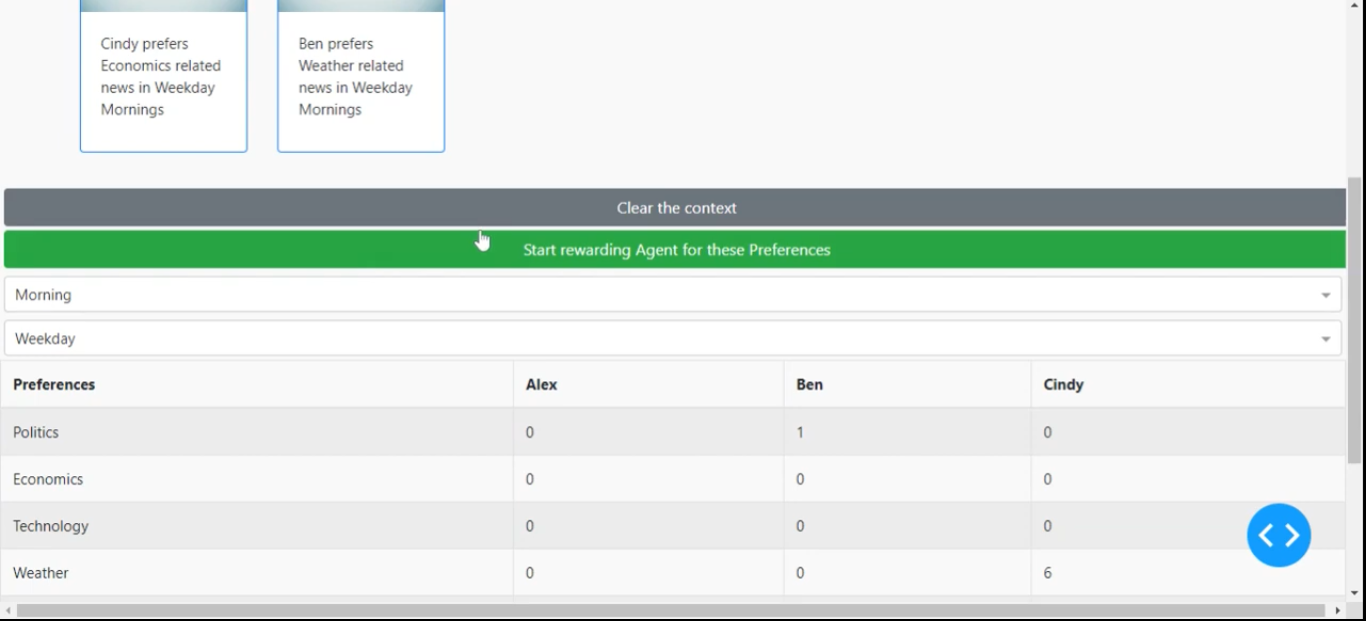 Cindy prefers
Economics related
news in Weekday
Mornings
Ben prefers
Weather related
news in Weekday
Mornings
Clear the context
Start rewarding Agent for these Preferences
Morning
Weekday
Preferences Alex Ben Cindy
Politics 0 1 0
Economics 0 0 0
Technology 0 0 0
Weather 0 0 6